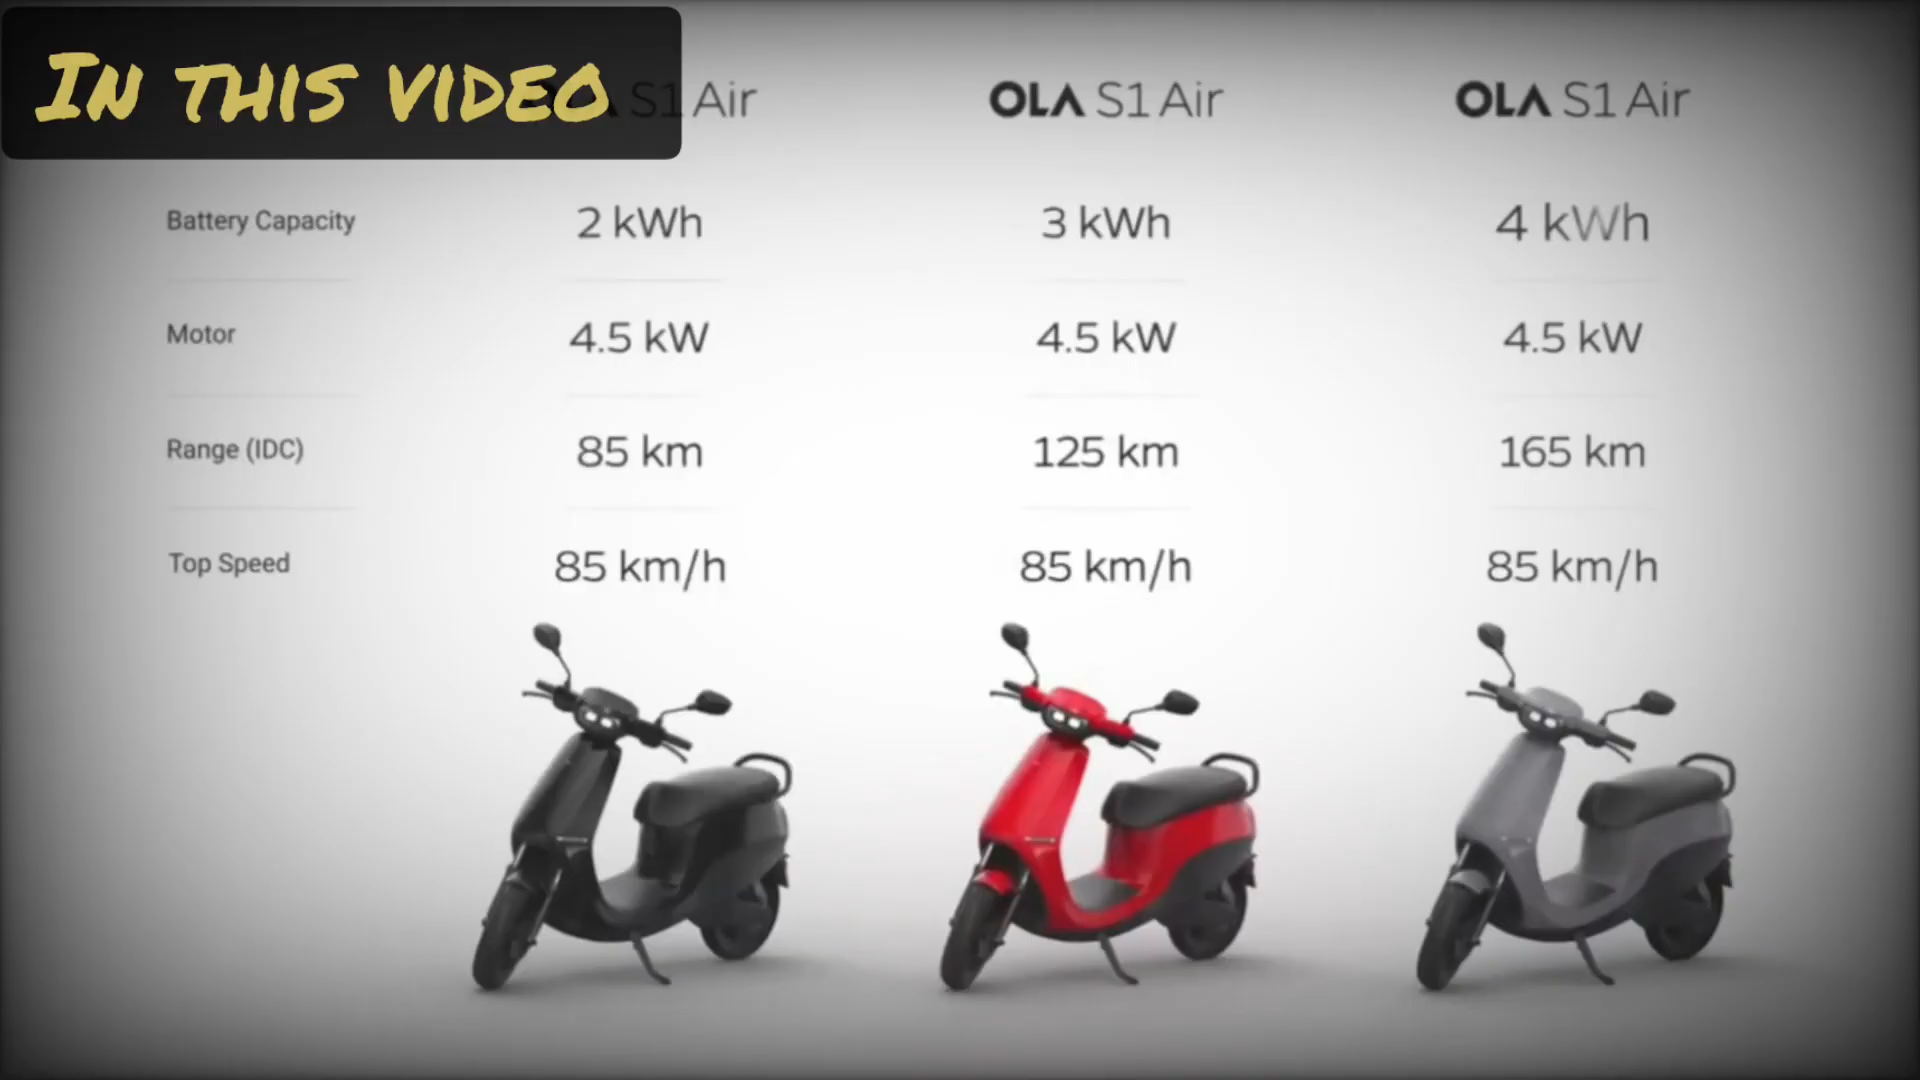 In this video
S1 Air OLA S1 Air OLA S1 Air
Battery Capacity 2 kWh 3 kWh 4 kWh
Motor 4.5 kW 4.5 kW 4.5 kW
Range (IDC) 85 km 125 km 165 km
Top Speed 85 km/h 85 km/h 85 km/h